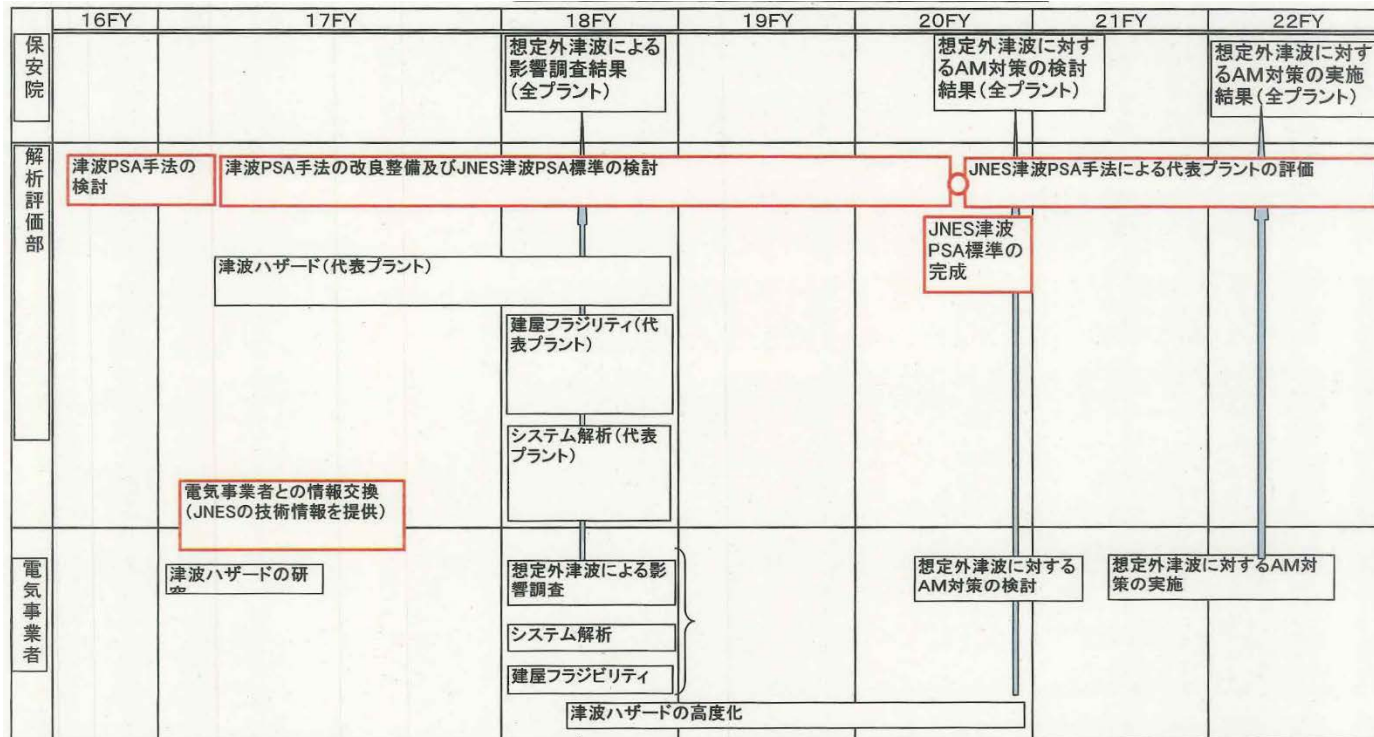 16FY
17FY
18FY
19FY
20FY
21FY
22FY
保安院
想定外津波による
影響調査結果
(全プラント)
想定外津波に対す
るAM対策の検討
結果(全プラント)
想定外津波に対す
るAM対策の実施
結果(全プラント)
解析評価部
津波PSA手法の
検討
津波PSA手法の改良整備及びJNES津波PSA標準の検討
JNES津波PSA手法による代表プラントの評価
JNES津波
PSA標準の
完成
津波ハザード(代表プラント)
建屋フラジリティ(代
表プラント)
システム解析(代表
プラント)
電気事業者との情報交換
(JNESの技術情報を提供)
電気事業者
津波ハザードの研
想定外津波による影
響調査
システム解析
建屋フラジビリティ
津波ハザードの高度化
想定外津波に対する
AM対策の検討
想定外津波に対するAM対
策の実施